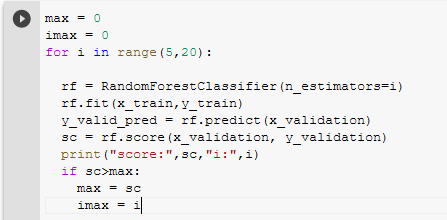 max = 0
imax = 0
for i in range(5,20):
rf = RandomForestClassifier(n_estimators=i)
rf.fit(x_train,y_train)
y_valid_pred = rf.predict(x_validation)
sc = rf.score(x_validation, y_validation)
print("score:",sc,"i:",i)
if sc>max:
max = sc
imax = i